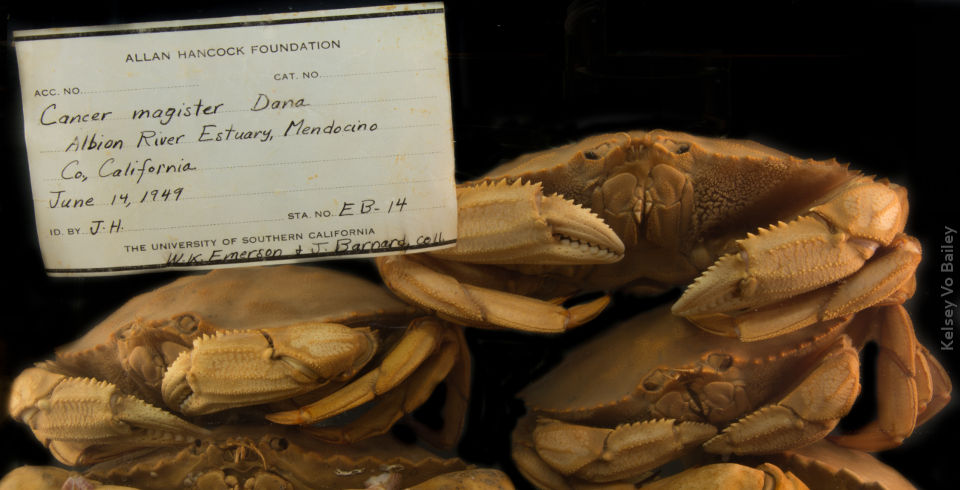 ALLAN HANCOCK FOUNDATION
ACC. NO. CAT. NO.
Cancer magister Dana
Albion River Estuary, Mendocino
Co., California
June 14, 1949
ID. BY J.H. STA. NO. EB-14
THE UNIVERSITY OF SOUTHERN CALIFORNIA
W.K. Emerson & J. Barnard, coll.
Kelsey Vo Bailey